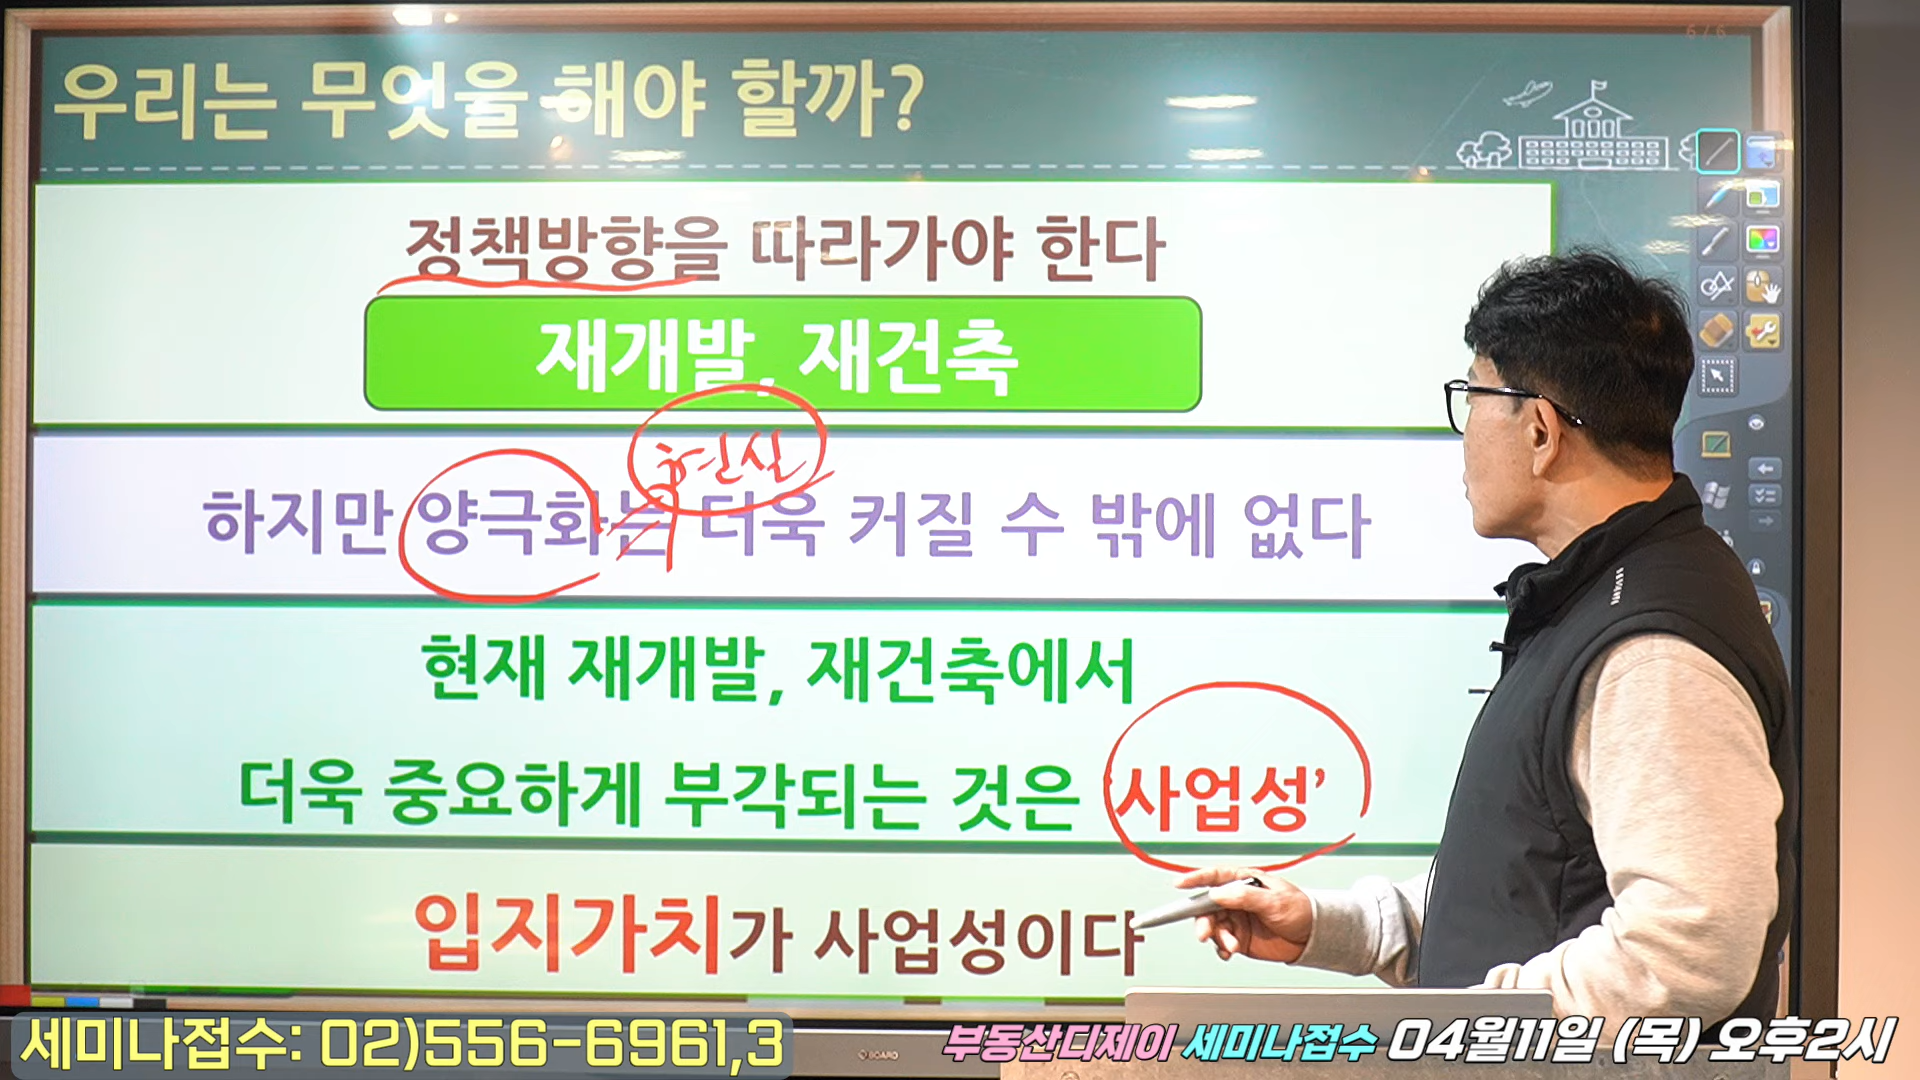 6 / 6
우리는 무엇을 해야 할까?
정책방향을 따라가야 한다
재개발, 재건축
현실
하지만 양극화는 더욱 커질 수 밖에 없다
현재 재개발, 재건축에서
더욱 중요하게 부각되는 것은 ‘사업성’
입지가치가 사업성이다
세미나접수: 02)556-6961,3
부동산디제이 세미나접수 04월11일 (목) 오후2시